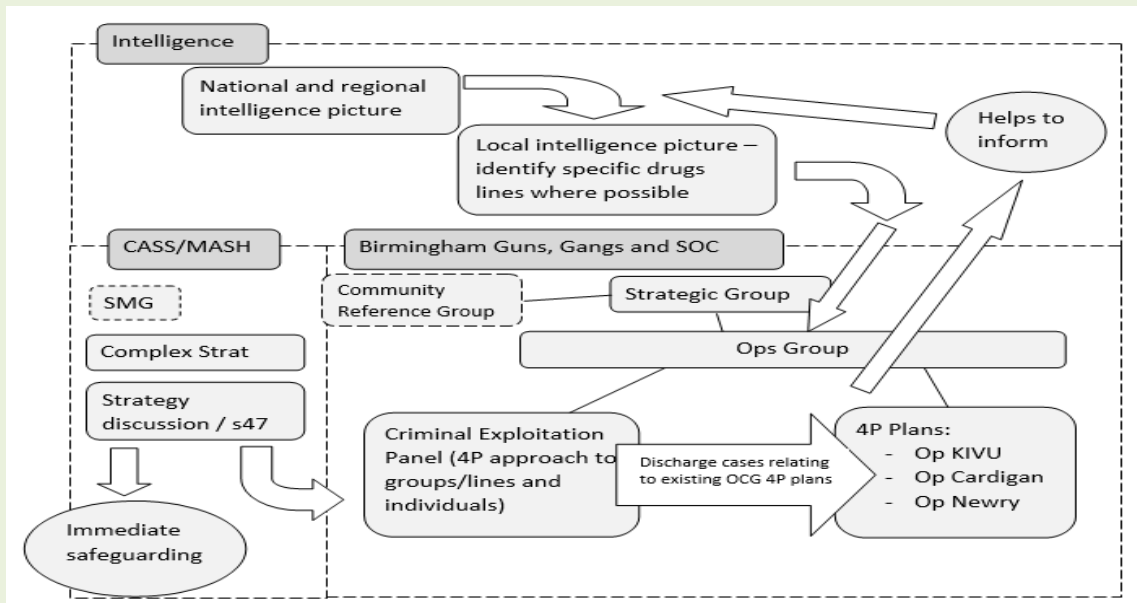 Intelligence
National and regional
intelligence picture
Helps to
inform
Local intelligence picture –
identify specific drugs
lines where possible
CASS/MASH
Birmingham Guns, Gangs and SOC
SMG
Community
Reference Group
Strategic Group
Complex Strat
Ops Group
Strategy
discussion / s47
Criminal Exploitation
Panel (4P approach to
groups/lines and
individuals)
Discharge cases relating
to existing OCG 4P plans
4P Plans:
- Op KIVU
- Op Cardigan
- Op Newry
Immediate
safeguarding